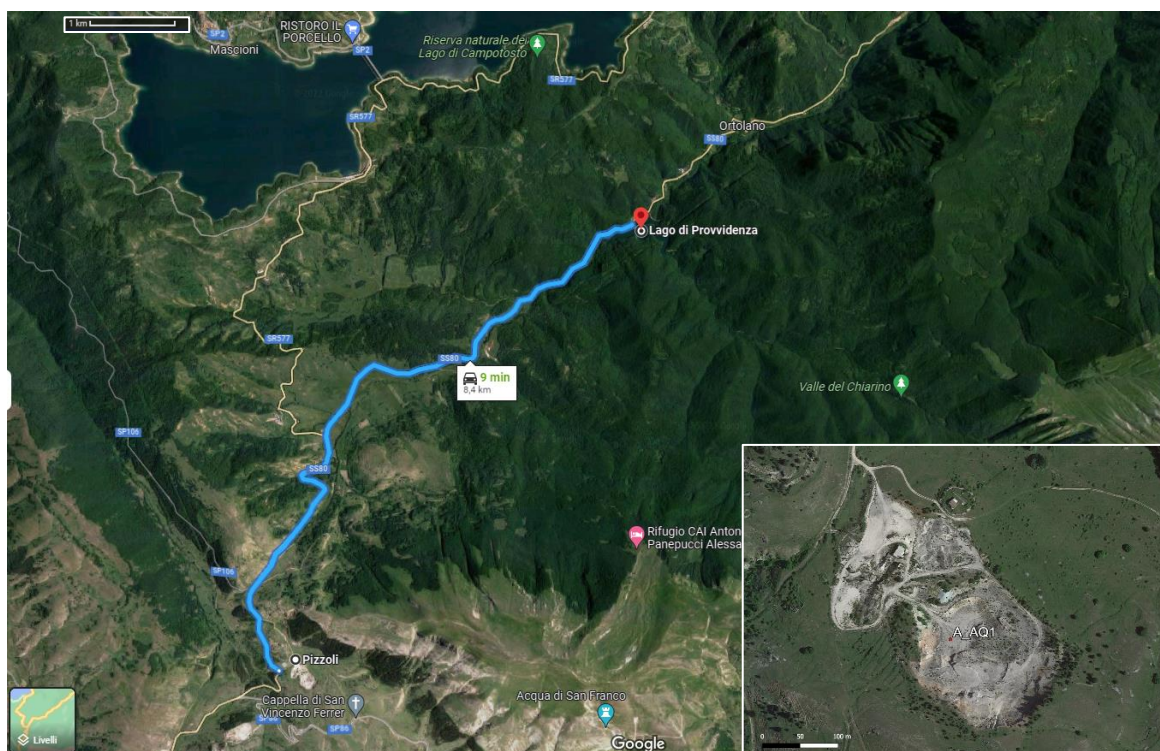 1 km
RISTORO IL
PORCELLO
SP2
Mascioni
SP2
Riserva naturale del
Lago di Campotosto
SR577
SR577
Ortolano
SS80
Lago di Provvidenza
SR577
SS80
9 min
8,4 km
Valle del Chiarino
SP106
SS80
Rifugio CAI Anton
Panepucci Alessa
SP106
A_AQ1
Pizzoli
Cappella di San
Vincenzo Ferrer
Acqua di San Franco
SP86
SP86
Livelli
Google
0 50 100 m